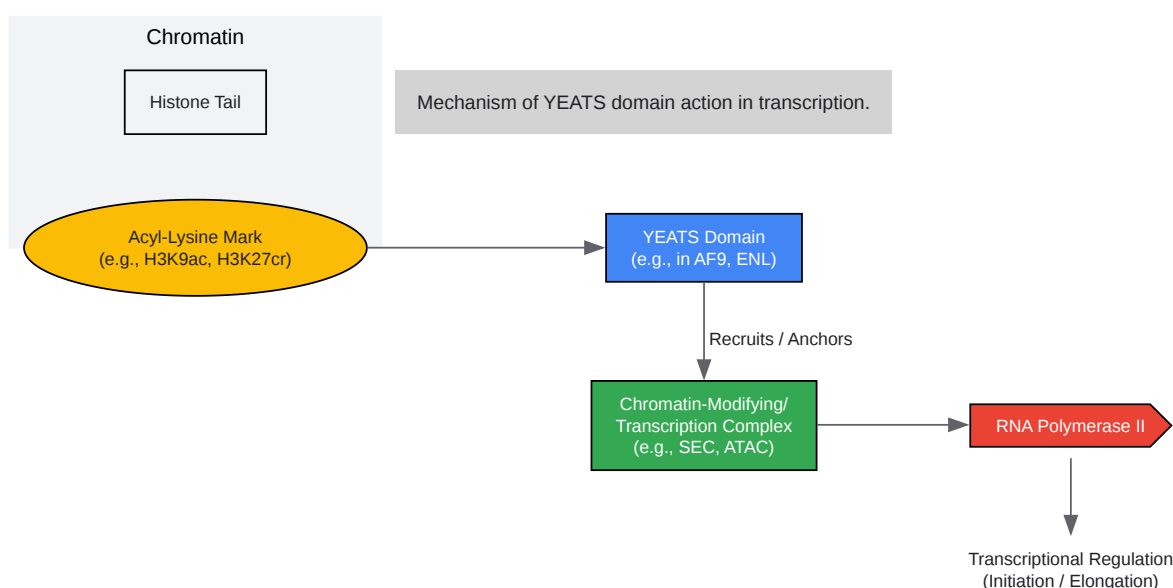 Chromatin
Histone Tail
Mechanism of YEATS domain action in transcription.
Acyl-Lysine Mark
(e.g., H3K9ac, H3K27cr)
YEATS Domain
(e.g., in AF9, ENL)
Recruits / Anchors
Chromatin-Modifying/
Transcription Complex
(e.g., SEC, ATAC)
RNA Polymerase II
Transcriptional Regulation
(Initiation / Elongation)